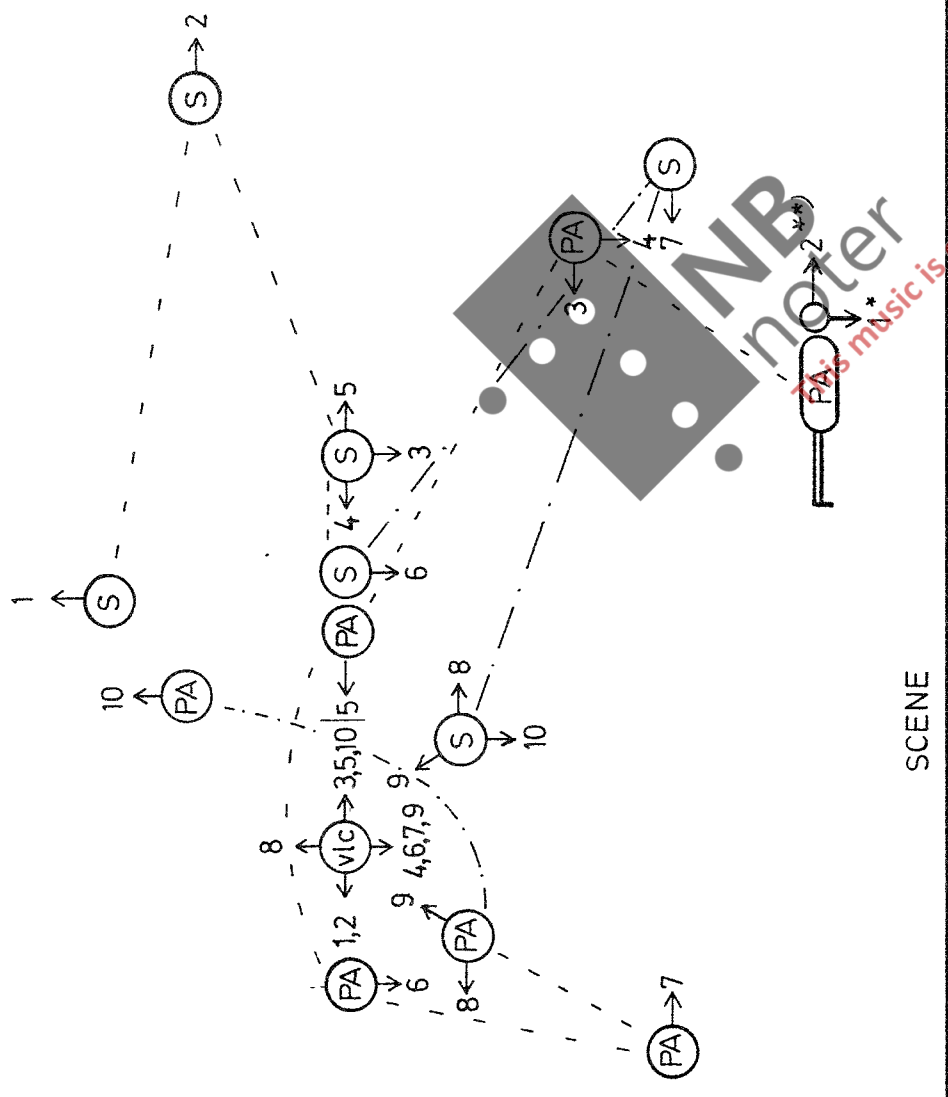 1
10 S
PA S 2
8
PA 1,2 vlc 3,5,10 5 PA S 4 S 5
6 9 4,6,7,9 9 6 3
8 PA S 8
10
3 PA
4
PA 7 7 S
NB
noter
PA 2 **)
1*
This music is
SCENE